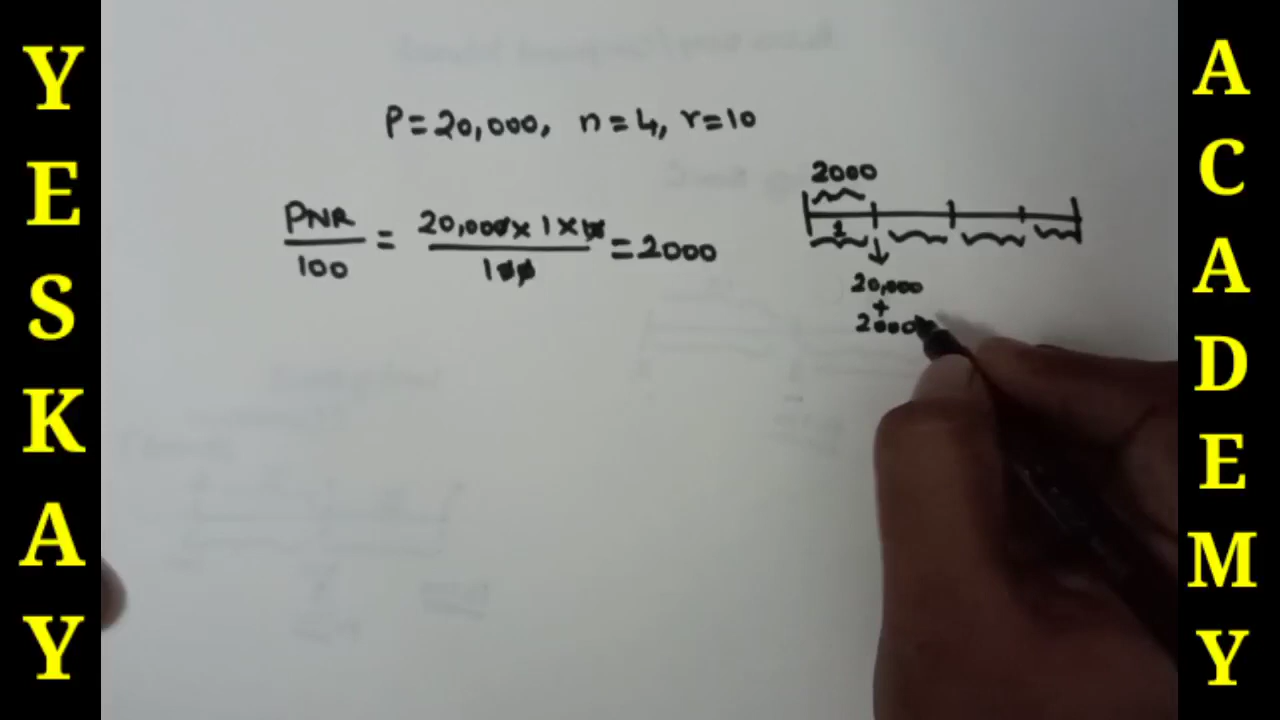 YESKAY
P=20,000, n=4, r=10
2000
PNR/100 = 20,000×1×10/100 =2000
1
20,000
+
2000
ACADEMY